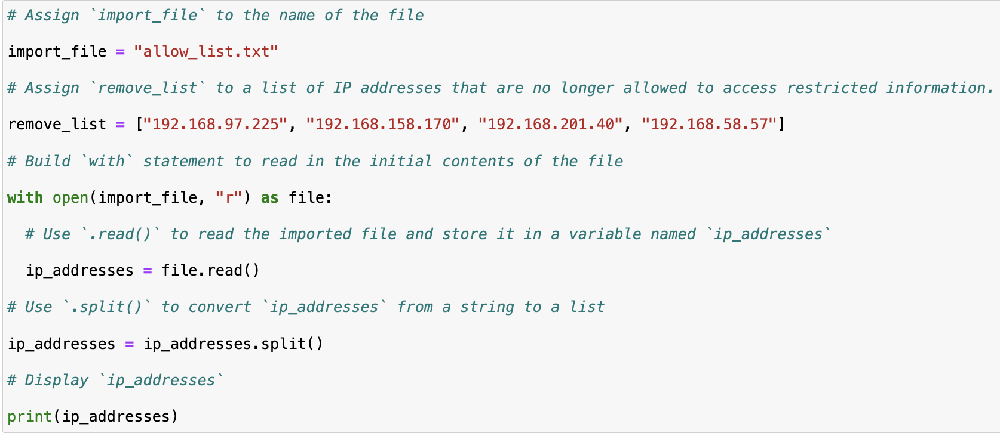 # Assign `import_file` to the name of the file
import_file = "allow_list.txt"
# Assign `remove_list` to a list of IP addresses that are no longer allowed to access restricted information.
remove_list = ["192.168.97.225", "192.168.158.170", "192.168.201.40", "192.168.58.57"]
# Build `with` statement to read in the initial contents of the file
with open(import_file, "r") as file:
  # Use `.read()` to read the imported file and store it in a variable named `ip_addresses`
  ip_addresses = file.read()
# Use `.split()` to convert `ip_addresses` from a string to a list
ip_addresses = ip_addresses.split()
# Display `ip_addresses`
print(ip_addresses)